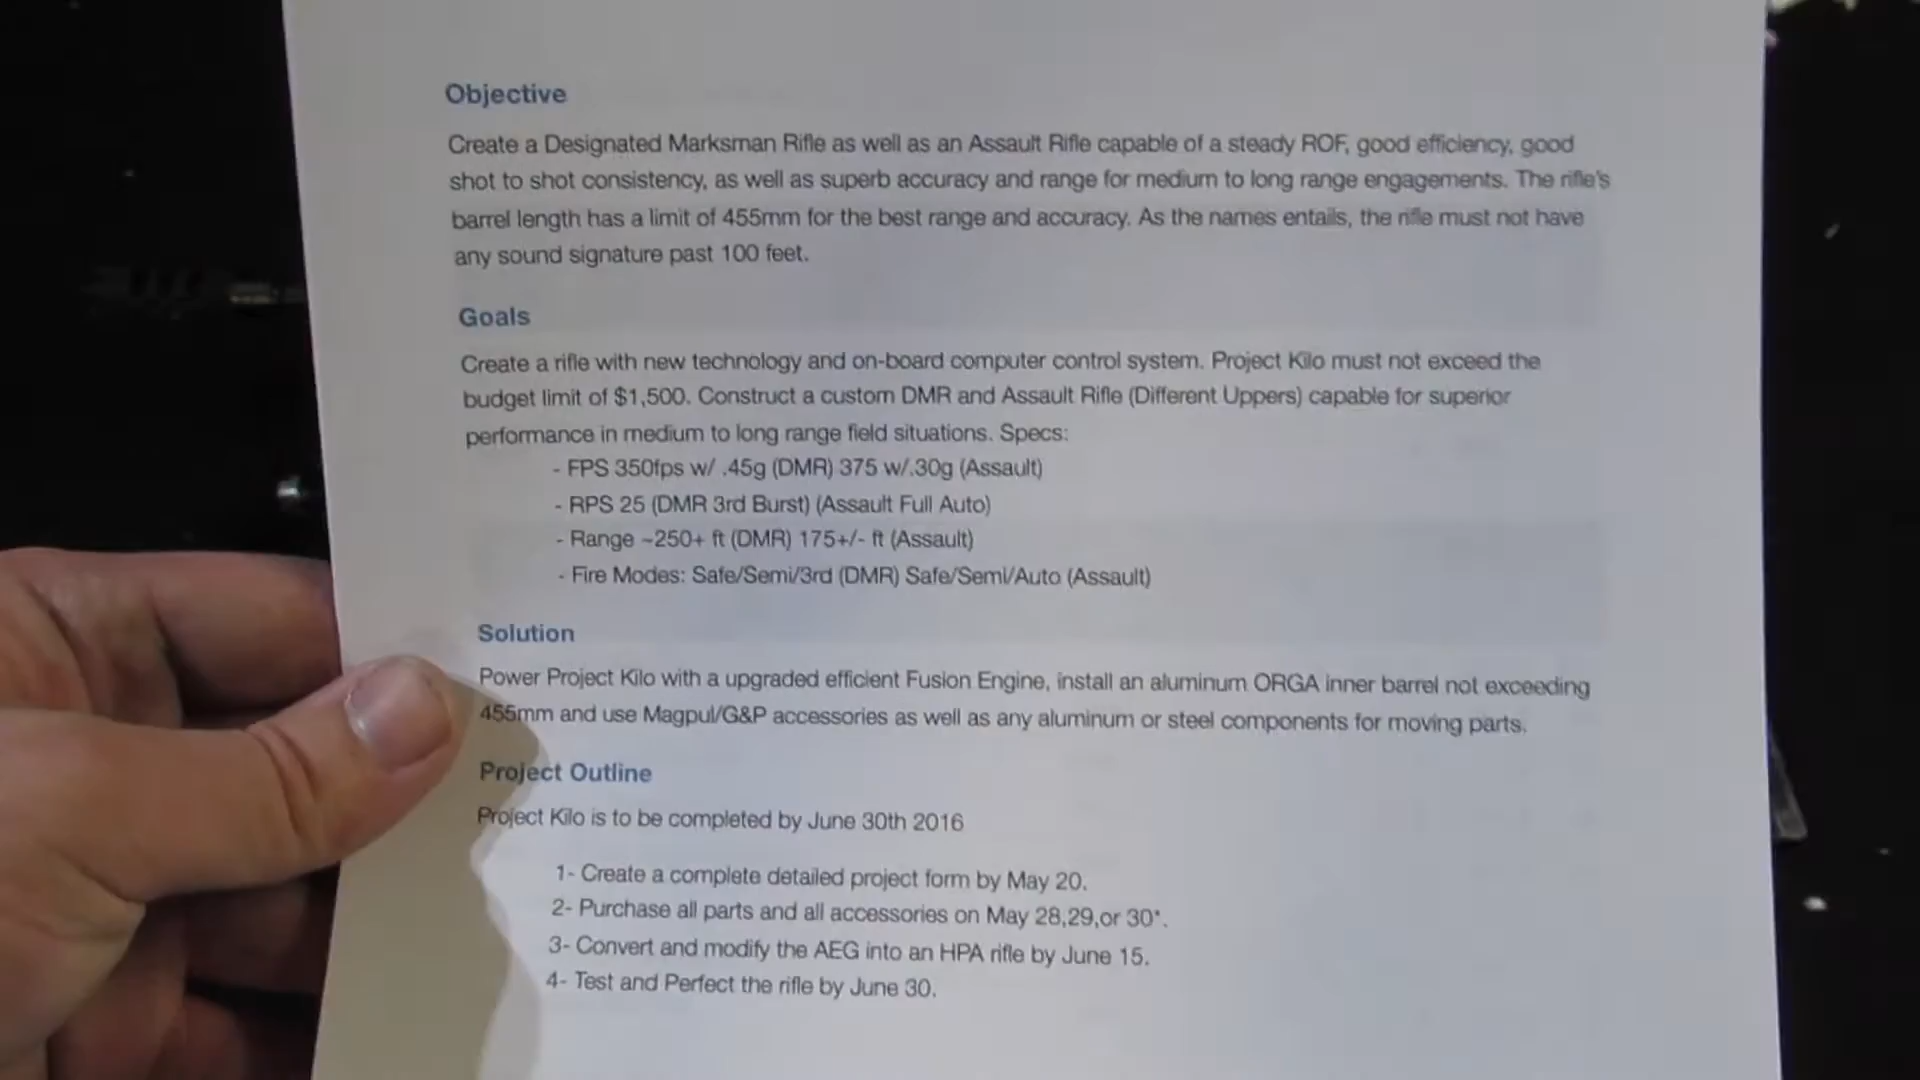 Objective
Create a Designated Marksman Rifle as well as an Assault Rifle capable of a steady ROF, good efficiency, good
shot to shot consistency, as well as superb accuracy and range for medium to long range engagements. The rifle's
barrel length has a limit of 455mm for the best range and accuracy. As the names entails, the rifle must not have
any sound signature past 100 feet.
Goals
Create a rifle with new technology and on-board computer control system. Project Kilo must not exceed the
budget limit of $1,500. Construct a custom DMR and Assault Rifle (Different Uppers) capable for superior
performance in medium to long range field situations. Specs:
- FPS 350fps w/ .45g (DMR) 375 w/.30g (Assault)
- RPS 25 (DMR 3rd Burst) (Assault Full Auto)
- Range ~250+ ft (DMR) 175+/- ft (Assault)
- Fire Modes: Safe/Semi/3rd (DMR) Safe/Semi/Auto (Assault)
Solution
Power Project Kilo with a upgraded efficient Fusion Engine, install an aluminum ORGA inner barrel not exceeding
455mm and use Magpul/G&P accessories as well as any aluminum or steel components for moving parts.
Project Outline
Project Kilo is to be completed by June 30th 2016
1- Create a complete detailed project form by May 20.
2- Purchase all parts and all accessories on May 28,29,or 30*.
3- Convert and modify the AEG into an HPA rifle by June 15.
4- Test and Perfect the rifle by June 30.